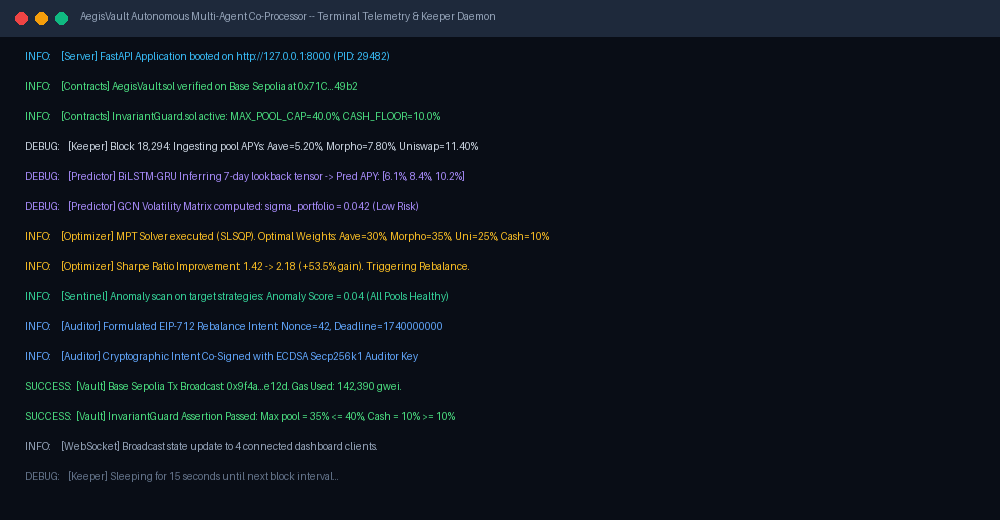 AegisVault Autonomous Multi-Agent Co-Processor -- Terminal Telemetry & Keeper Daemon
INFO: [Server] FastAPI Application booted on http://127.0.0.1:8000 (PID: 29482)
INFO: [Contracts] AegisVault.sol verified on Base Sepolia at 0x71C...49b2
INFO: [Contracts] InvariantGuard.sol active: MAX_POOL_CAP=40.0%, CASH_FLOOR=10.0%
DEBUG: [Keeper] Block 18,294: Ingesting pool APYs: Aave=5.20%, Morpho=7.80%, Uniswap=11.40%
DEBUG: [Predictor] BiLSTM-GRU Inferring 7-day lookback tensor -> Pred APY: [6.1%, 8.4%, 10.2%]
DEBUG: [Predictor] GCN Volatility Matrix computed: sigma_portfolio = 0.042 (Low Risk)
INFO: [Optimizer] MPT Solver executed (SLSQP). Optimal Weights: Aave=30%, Morpho=35%, Uni=25%, Cash=10%
INFO: [Optimizer] Sharpe Ratio Improvement: 1.42 -> 2.18 (+53.5% gain). Triggering Rebalance.
INFO: [Sentinel] Anomaly scan on target strategies: Anomaly Score = 0.04 (All Pools Healthy)
INFO: [Auditor] Formulated EIP-712 Rebalance Intent: Nonce=42, Deadline=1740000000
INFO: [Auditor] Cryptographic Intent Co-Signed with ECDSA Secp256k1 Auditor Key
SUCCESS: [Vault] Base Sepolia Tx Broadcast: 0x9f4a...e12d. Gas Used: 142,390 gwei.
SUCCESS: [Vault] InvariantGuard Assertion Passed: Max pool = 35% <= 40%, Cash = 10% >= 10%
INFO: [WebSocket] Broadcast state update to 4 connected dashboard clients.
DEBUG: [Keeper] Sleeping for 15 seconds until next block interval...